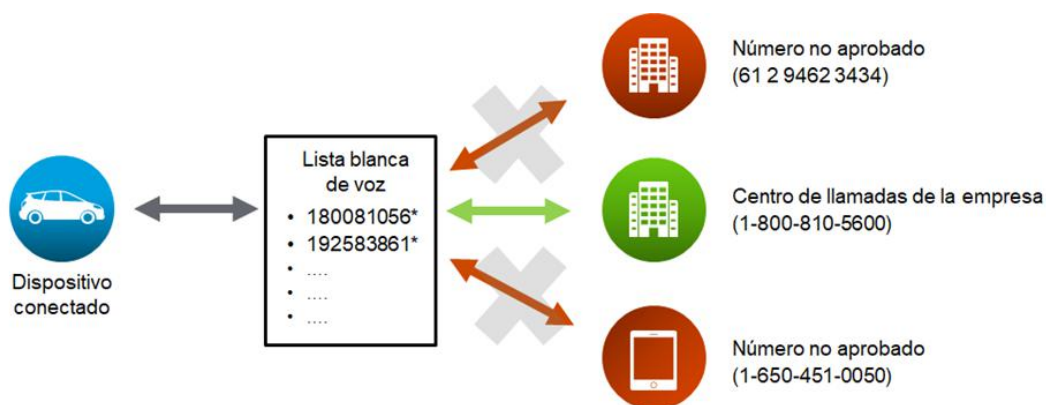 Dispositivo
conectado
Lista blanca
de voz
• 180081056*
• 192583861*
• ....
• ....
• ....
Número no aprobado
(61 2 9462 3434)
Centro de llamadas de la empresa
(1-800-810-5600)
Número no aprobado
(1-650-451-0050)